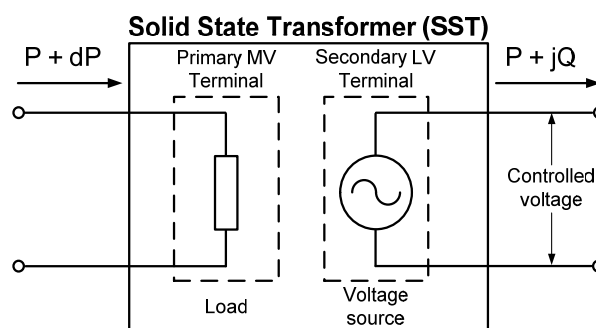 Solid State Transformer (SST)
P + dP
Primary MV
Terminal
Secondary LV
Terminal
P + jQ
Controlled
voltage
Load
Voltage
source